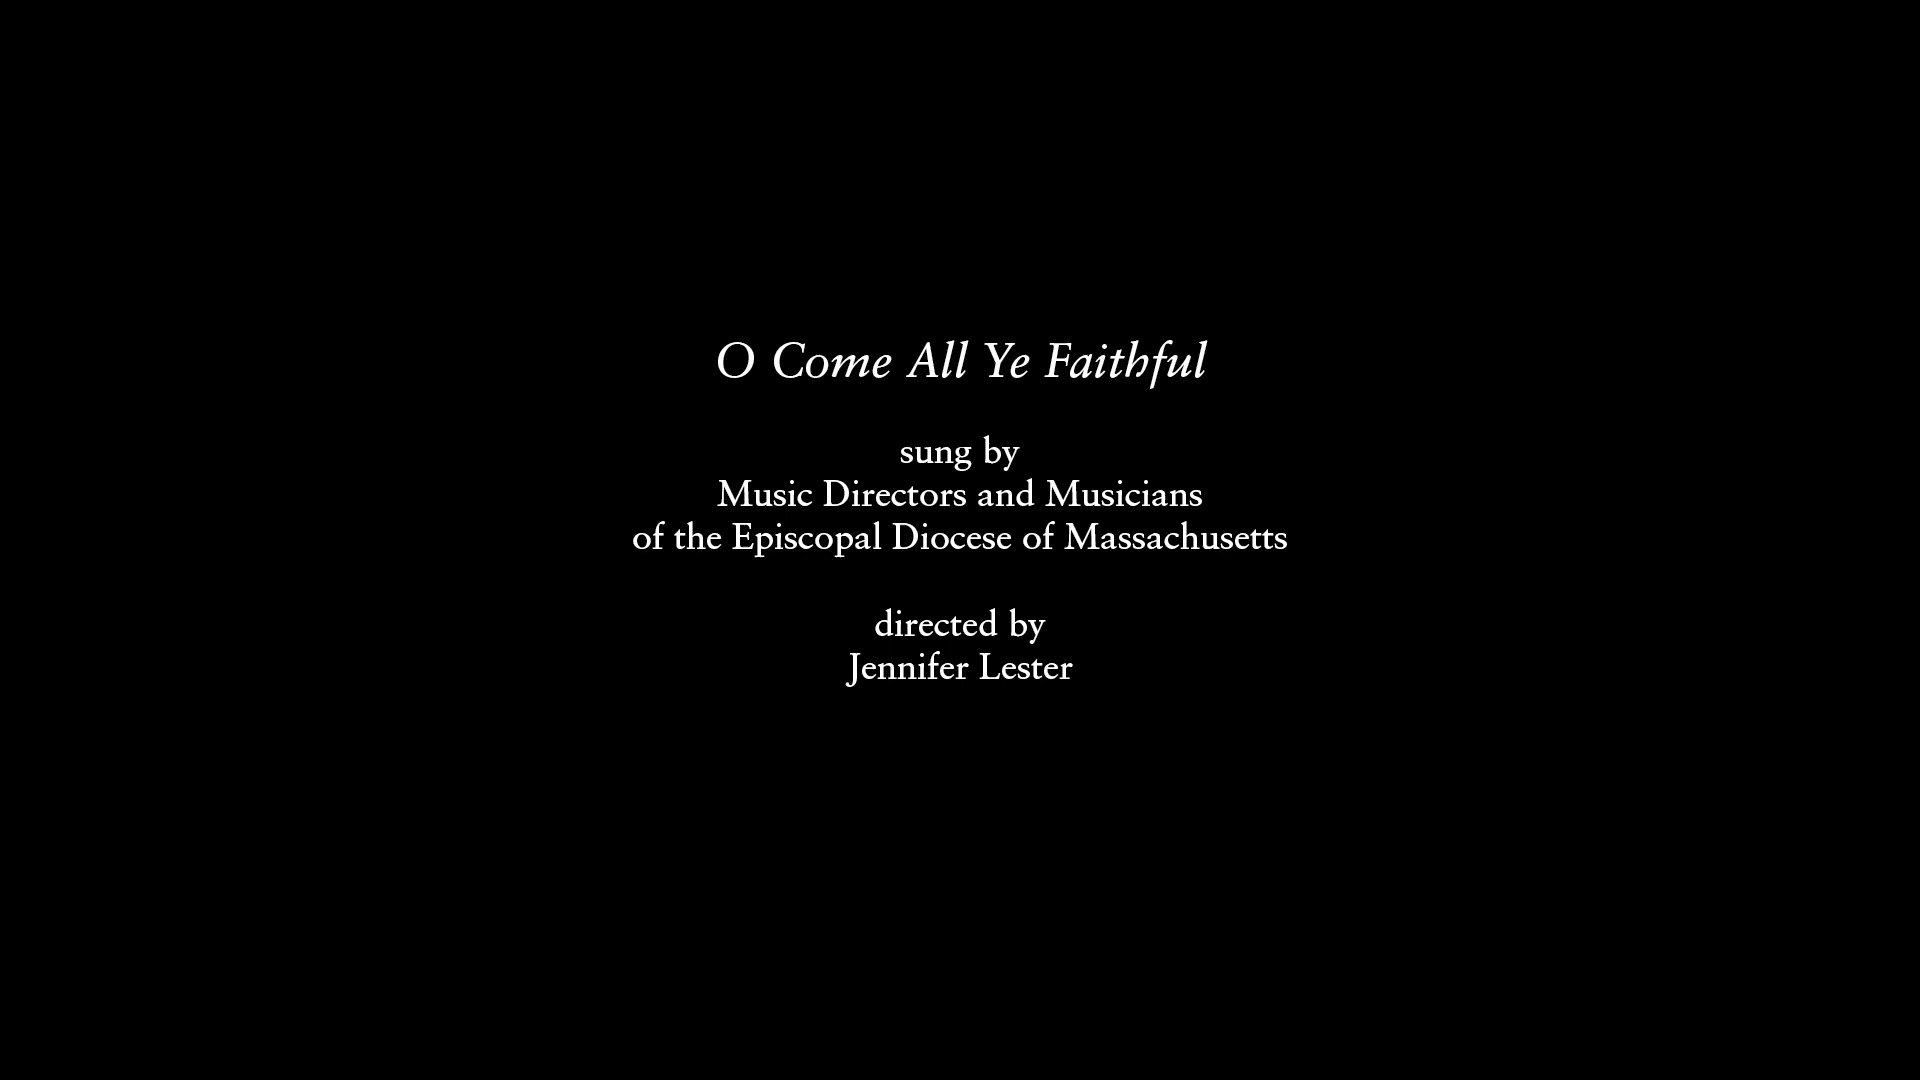 O Come All Ye Faithful
sung by
Music Directors and Musicians
of the Episcopal Diocese of Massachusetts
directed by
Jennifer Lester